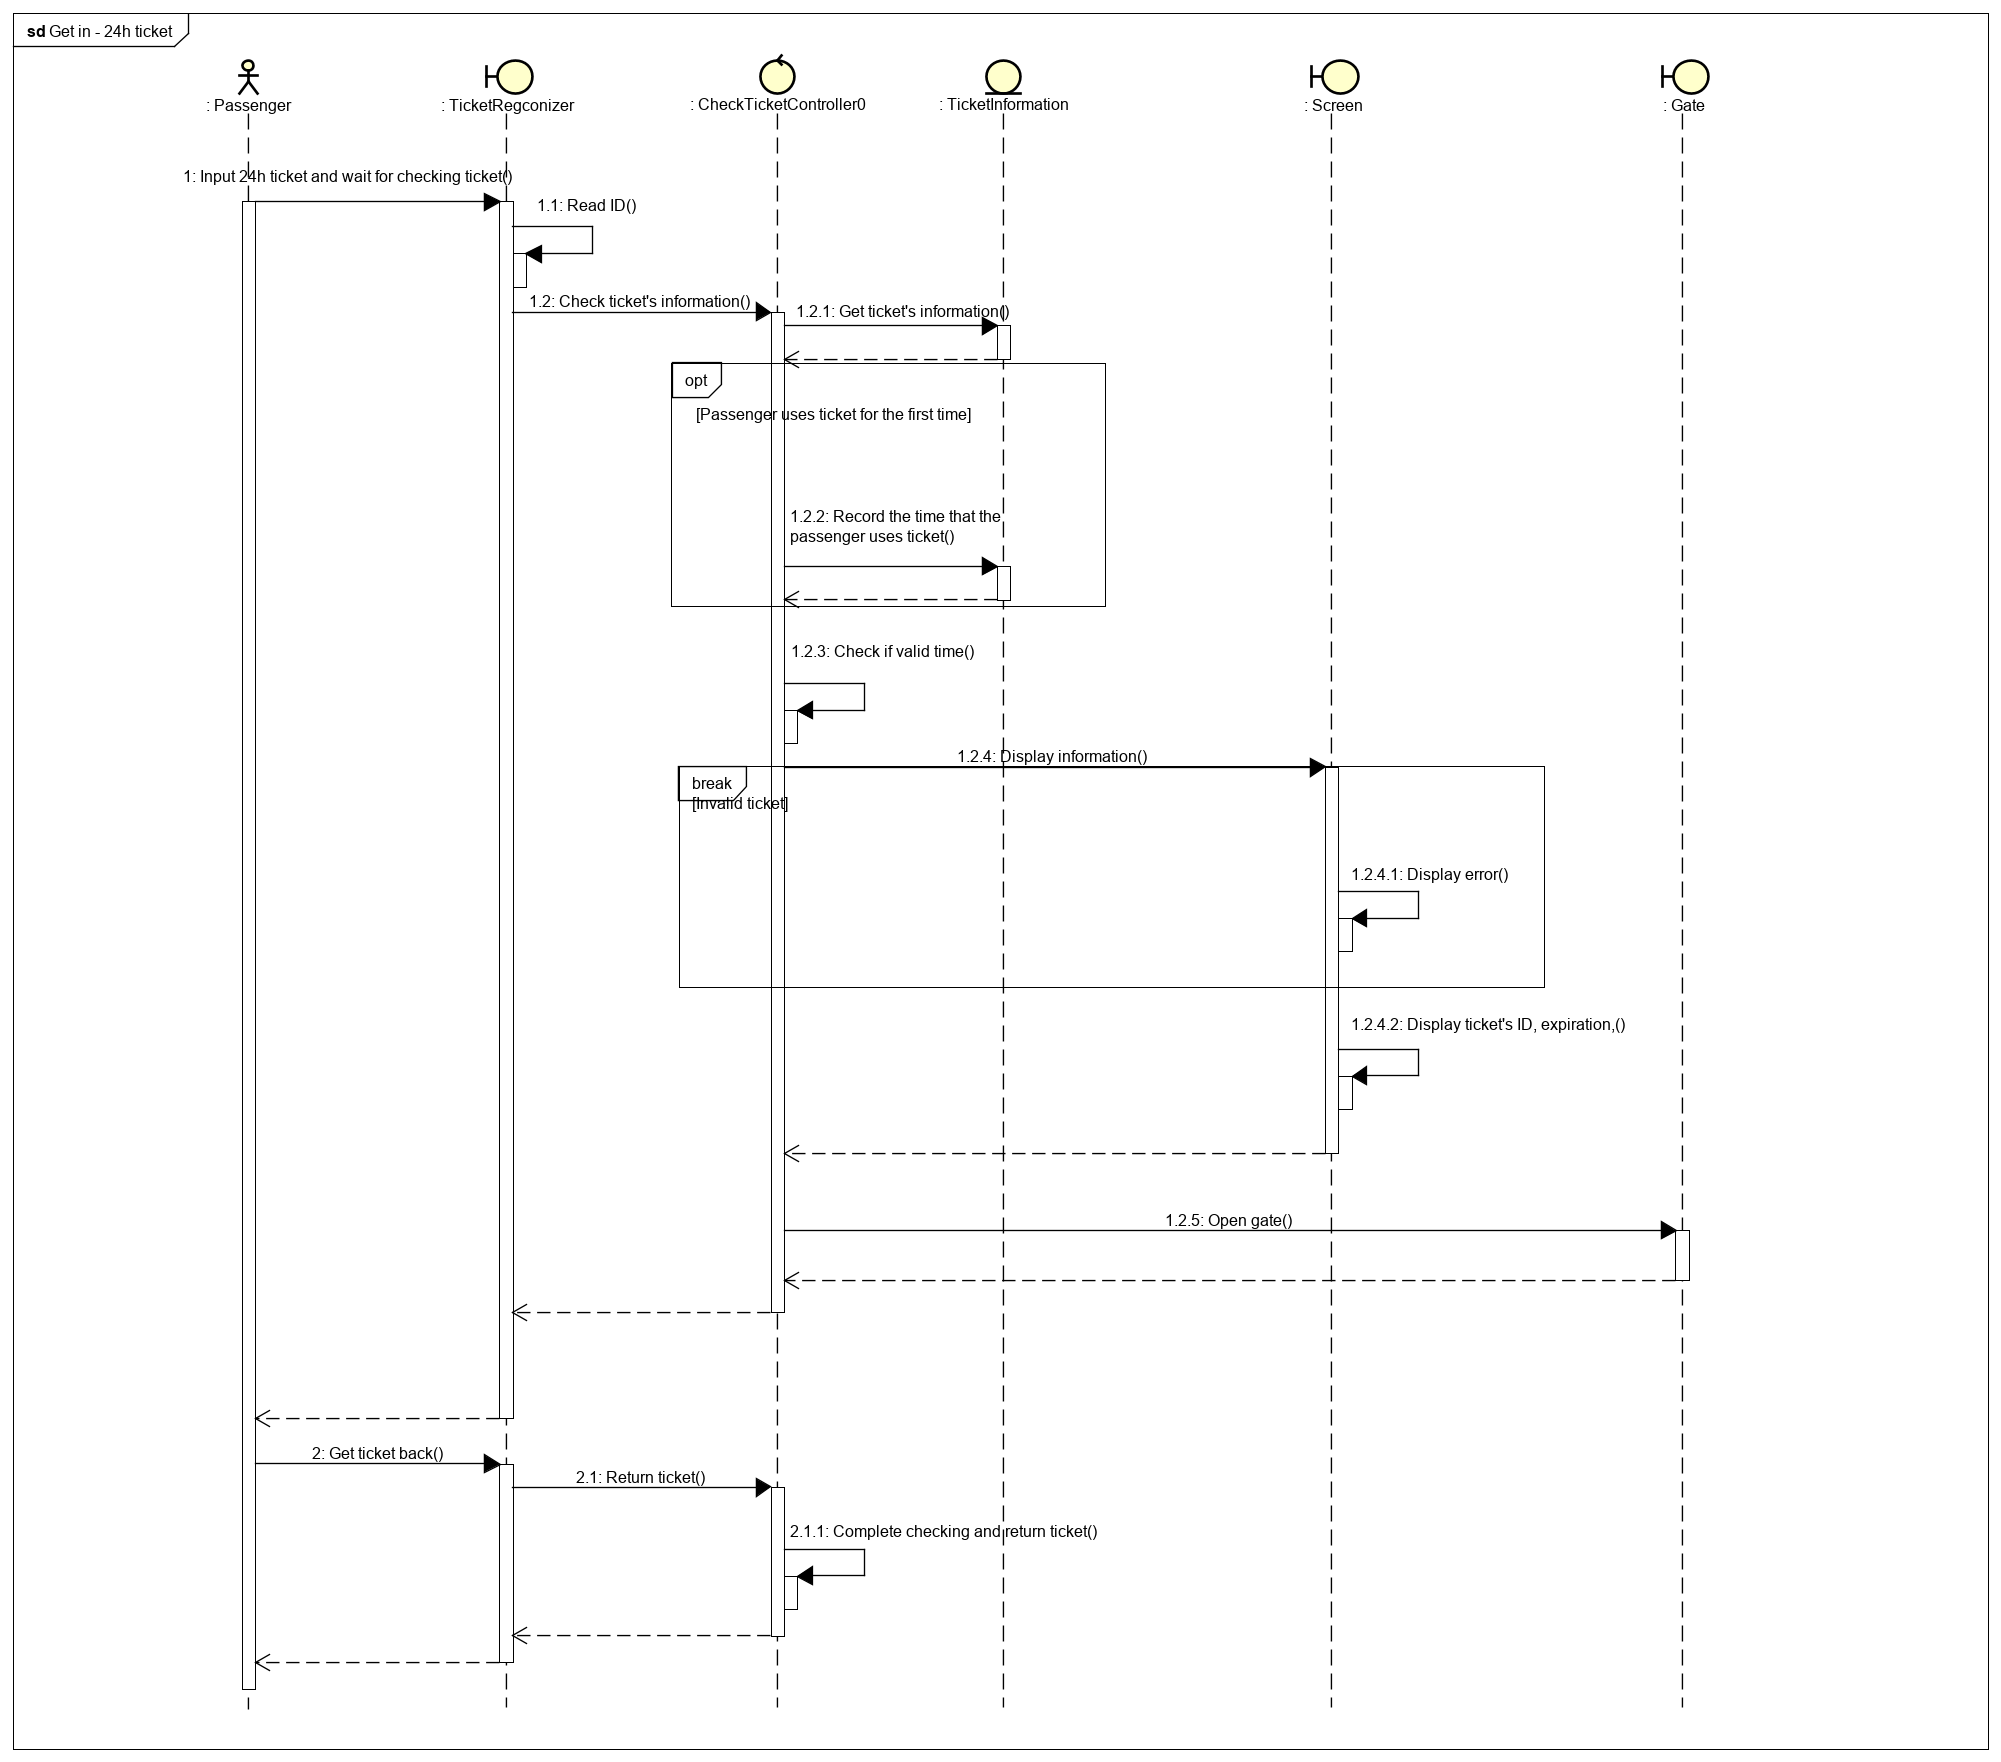 sd Get in - 24h ticket
: Passenger
: TicketRegconizer
: CheckTicketController0
: TicketInformation
: Screen
: Gate
1: Input 24h ticket and wait for checking ticket()
1.1: Read ID()
1.2: Check ticket's information()
1.2.1: Get ticket's information()
opt
[Passenger uses ticket for the first time]
1.2.2: Record the time that the
passenger uses ticket()
1.2.3: Check if valid time()
1.2.4: Display information()
break
[Invalid ticket]
1.2.4.1: Display error()
1.2.4.2: Display ticket's ID, expiration,()
1.2.5: Open gate()
2: Get ticket back()
2.1: Return ticket()
2.1.1: Complete checking and return ticket()